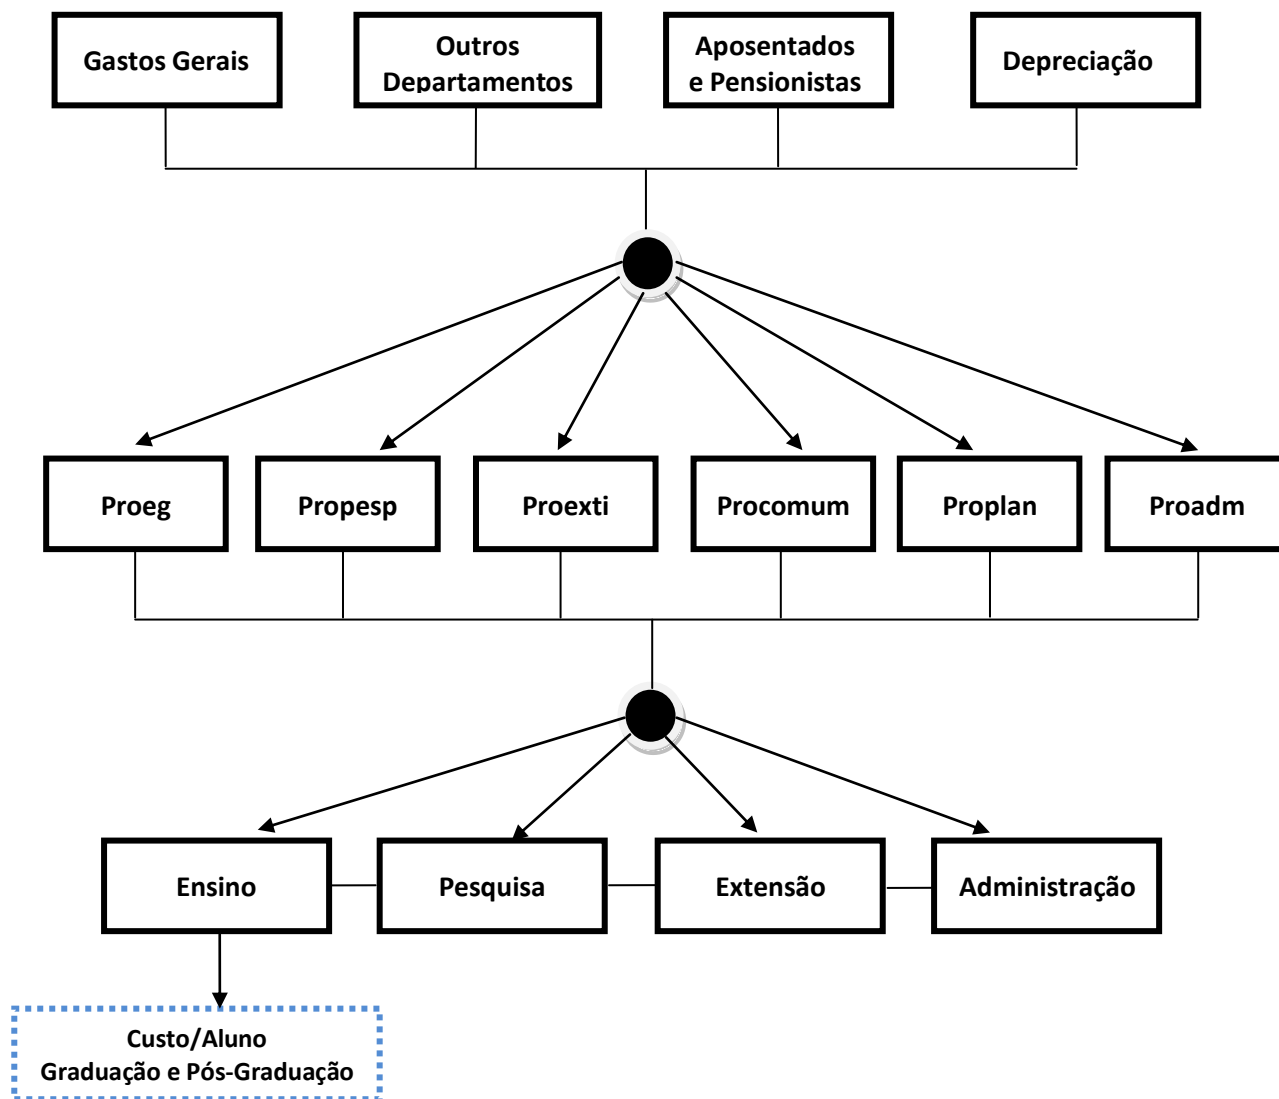 Gastos Gerais
Outros
Departamentos
Aposentados
e Pensionistas
Depreciação
Proeg
Propesp
Proexti
Procomum
Proplan
Proadm
Ensino
Pesquisa
Extensão
Administração
Custo/Aluno
Graduação e Pós-Graduação